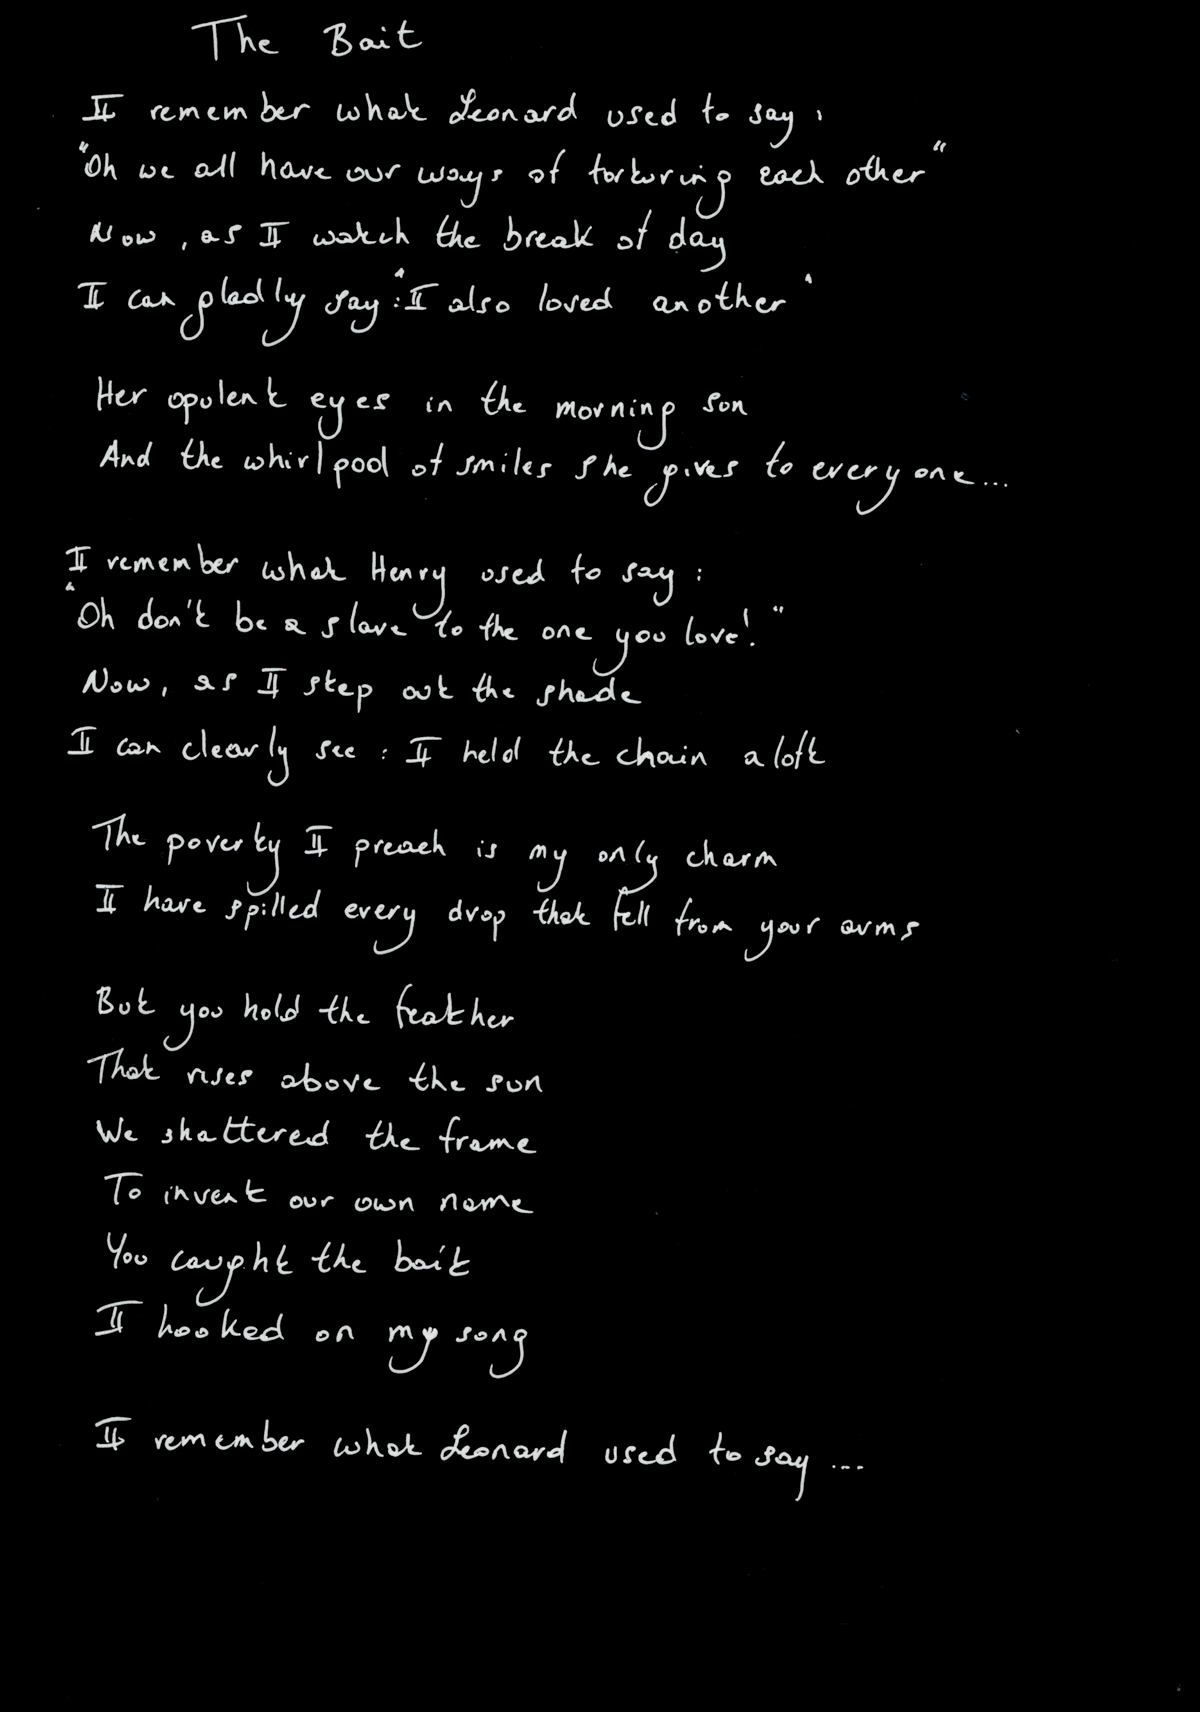 The Bait
I remember what Leonard used to say :
"Oh we all have our ways of torturing each other"
Now, as I watch the break of day
I can gladly say : "I also loved another"
Her opulent eyes in the morning sun
And the whirlpool of smiles she gives to everyone...
I remember what Henry used to say :
"Oh don't be a slave to the one you love!"
Now, as I step out the shade
I can clearly see : I held the chain aloft
The poverty I preach is my only charm
I have spilled every drop that fell from your arms
But you hold the feather
That rises above the sun
We shattered the frame
To invent our own name
You caught the bait
I hooked on my song
I remember what Leonard used to say ...